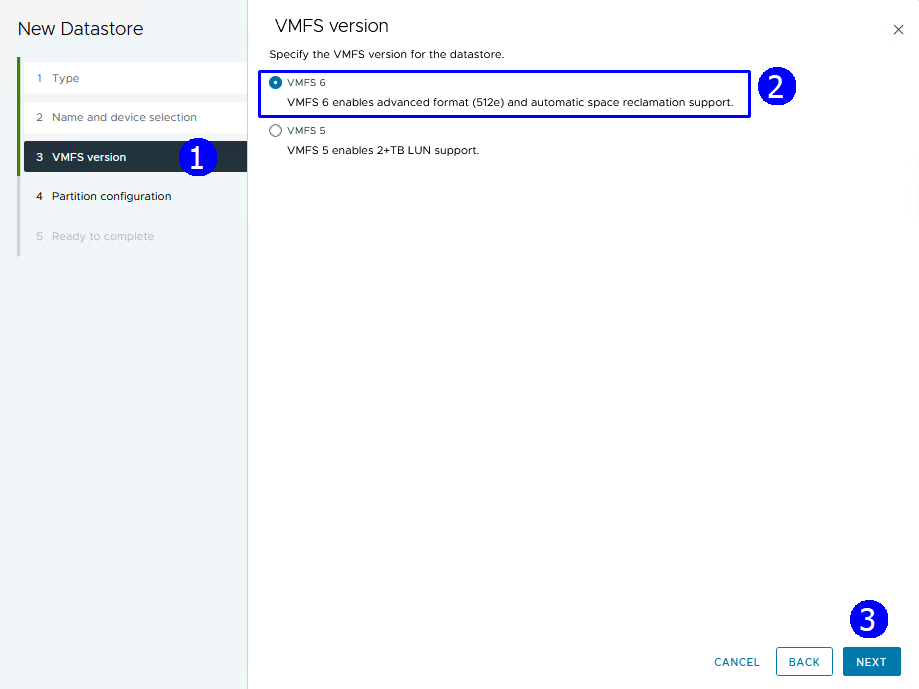 New Datastore
1 Type
2 Name and device selection
3 VMFS version
1
4 Partition configuration
5 Ready to complete
VMFS version
Specify the VMFS version for the datastore.
VMFS 6
VMFS 6 enables advanced format (512e) and automatic space reclamation support.
2
VMFS 5
VMFS 5 enables 2+TB LUN support.
3
CANCEL BACK NEXT